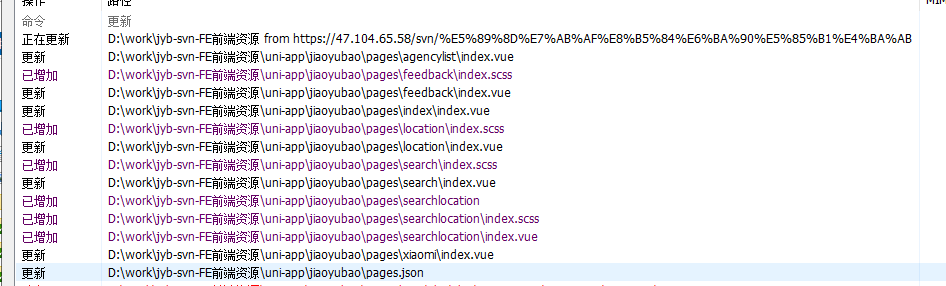 命令 更新
正在更新 D:\work\jyb-svn-FE前端资源 from https://47.104.65.58/svn/%E5%89%8D%E7%AB%AF%E8%B5%84%E6%BA%90%E5%85%B1%E4%BA%AB
更新 D:\work\jyb-svn-FE前端资源\uni-app\jiaoyubao\pages\agencylist\index.vue
已增加 D:\work\jyb-svn-FE前端资源\uni-app\jiaoyubao\pages\feedback\index.scss
更新 D:\work\jyb-svn-FE前端资源\uni-app\jiaoyubao\pages\feedback\index.vue
更新 D:\work\jyb-svn-FE前端资源\uni-app\jiaoyubao\pages\index\index.vue
已增加 D:\work\jyb-svn-FE前端资源\uni-app\jiaoyubao\pages\location\index.scss
更新 D:\work\jyb-svn-FE前端资源\uni-app\jiaoyubao\pages\location\index.vue
已增加 D:\work\jyb-svn-FE前端资源\uni-app\jiaoyubao\pages\search\index.scss
更新 D:\work\jyb-svn-FE前端资源\uni-app\jiaoyubao\pages\search\index.vue
已增加 D:\work\jyb-svn-FE前端资源\uni-app\jiaoyubao\pages\searchlocation
已增加 D:\work\jyb-svn-FE前端资源\uni-app\jiaoyubao\pages\searchlocation\index.scss
已增加 D:\work\jyb-svn-FE前端资源\uni-app\jiaoyubao\pages\searchlocation\index.vue
更新 D:\work\jyb-svn-FE前端资源\uni-app\jiaoyubao\pages\xiaomi\index.vue
更新 D:\work\jyb-svn-FE前端资源\uni-app\jiaoyubao\pages.json